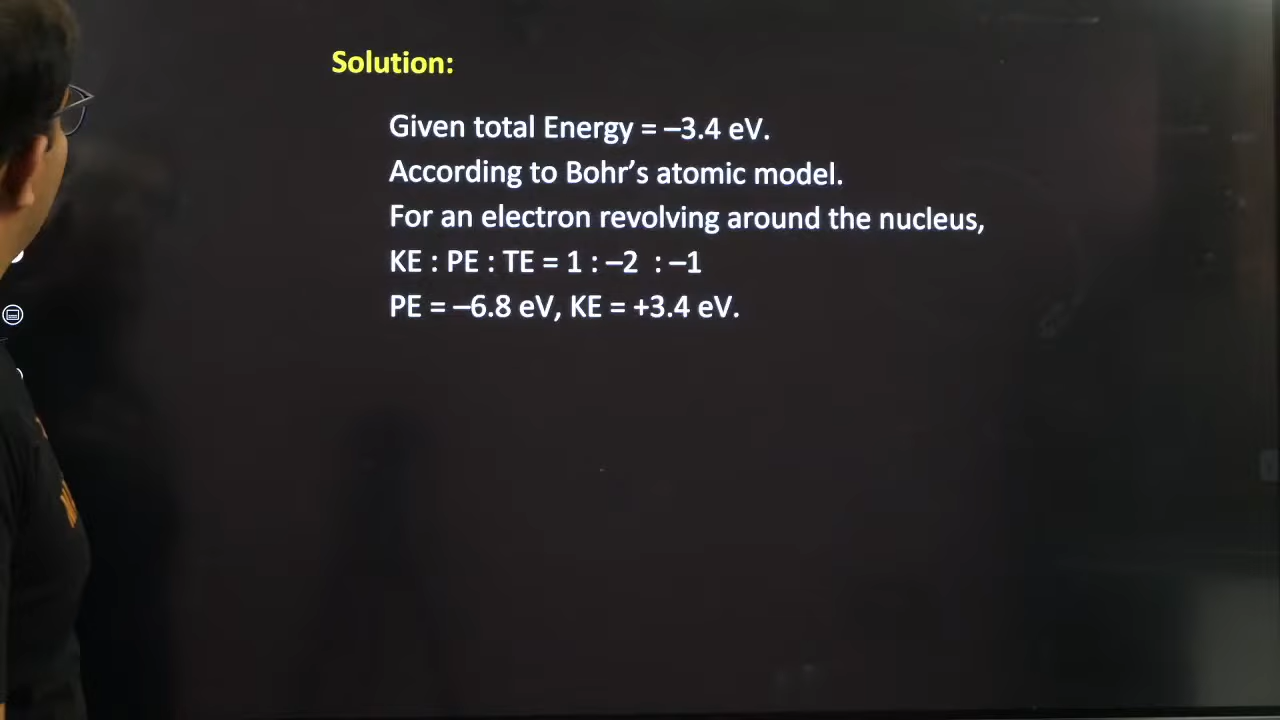 Solution:
Given total Energy = –3.4 eV.
According to Bohr’s atomic model.
For an electron revolving around the nucleus,
KE : PE : TE = 1 : –2  : –1
PE = –6.8 eV, KE = +3.4 eV.